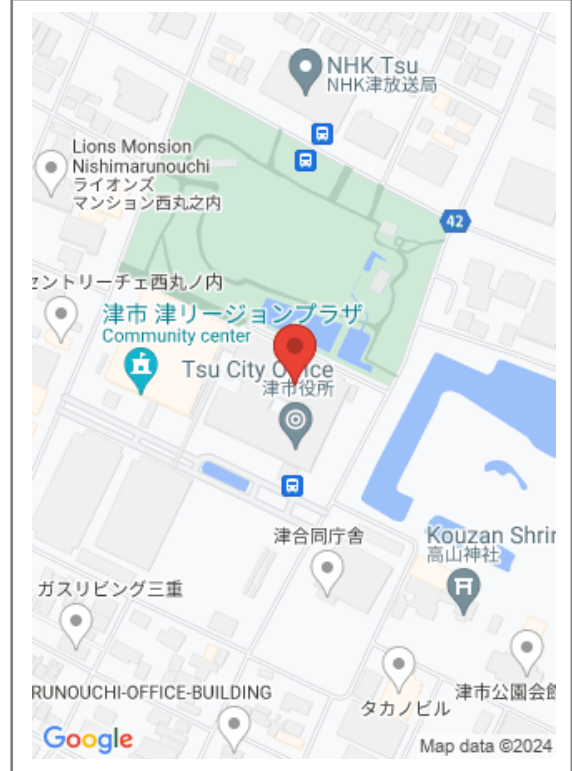 NHK Tsu
NHK津放送局
Lions Monsion
Nishimarunouchi
ライオンズ
マンション西丸之内
42
セントリーチェ西丸ノ内
津市 津リージョンプラザ
Community center
Tsu City Office
津市役所
津合同庁舎
Kouzan Shrin
高山神社
ガスリビング三重
RUNOUCHI-OFFICE-BUILDING
タカノビル
津市公園会館
Google
Map data ©2024